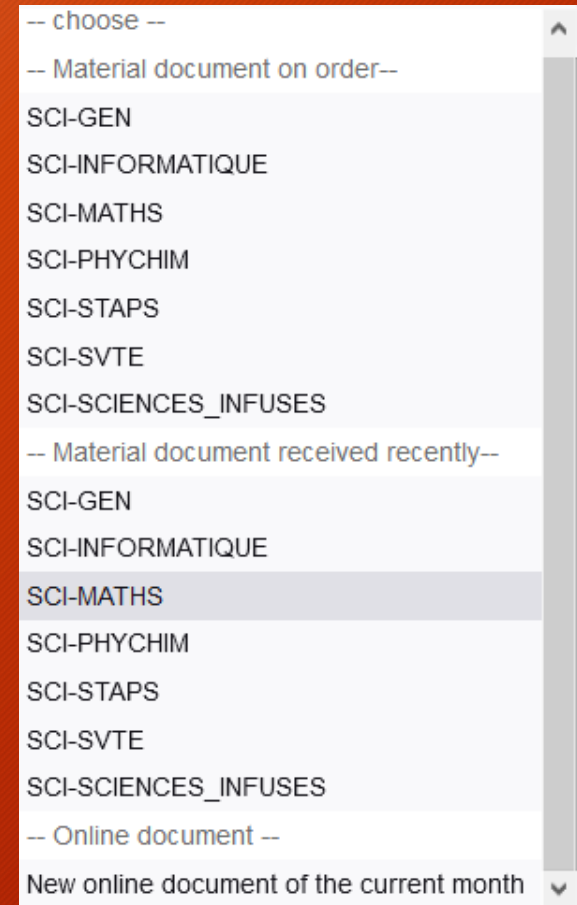 -- choose --
-- Material document on order--
SCI-GEN
SCI-INFORMATIQUE
SCI-MATHS
SCI-PHYCHIM
SCI-STAPS
SCI-SVTE
SCI-SCIENCES_INFUSES
-- Material document received recently--
SCI-GEN
SCI-INFORMATIQUE
SCI-MATHS
SCI-PHYCHIM
SCI-STAPS
SCI-SVTE
SCI-SCIENCES_INFUSES
-- Online document --
New online document of the current month